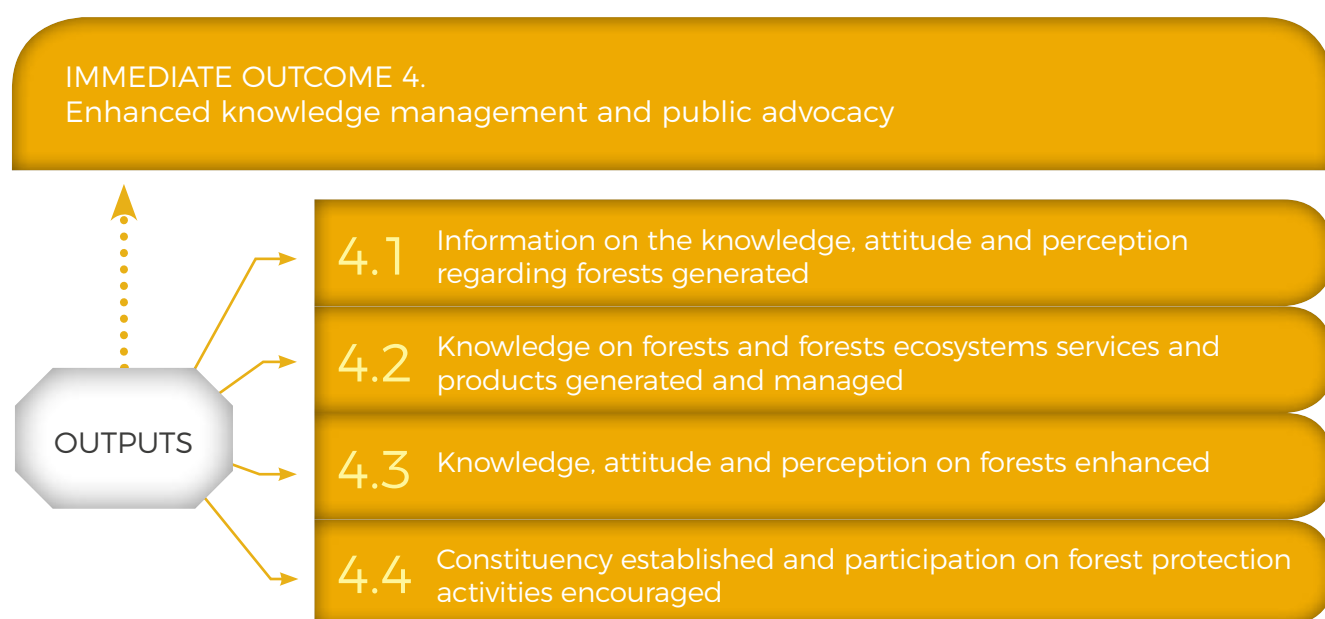 IMMEDIATE OUTCOME 4.
Enhanced knowledge management and public advocacy
4.1 Information on the knowledge, attitude and perception
regarding forests generated
4.2 Knowledge on forests and forests ecosystems services and
products generated and managed
OUTPUTS
4.3 Knowledge, attitude and perception on forests enhanced
4.4 Constituency established and participation on forest protection
activities encouraged